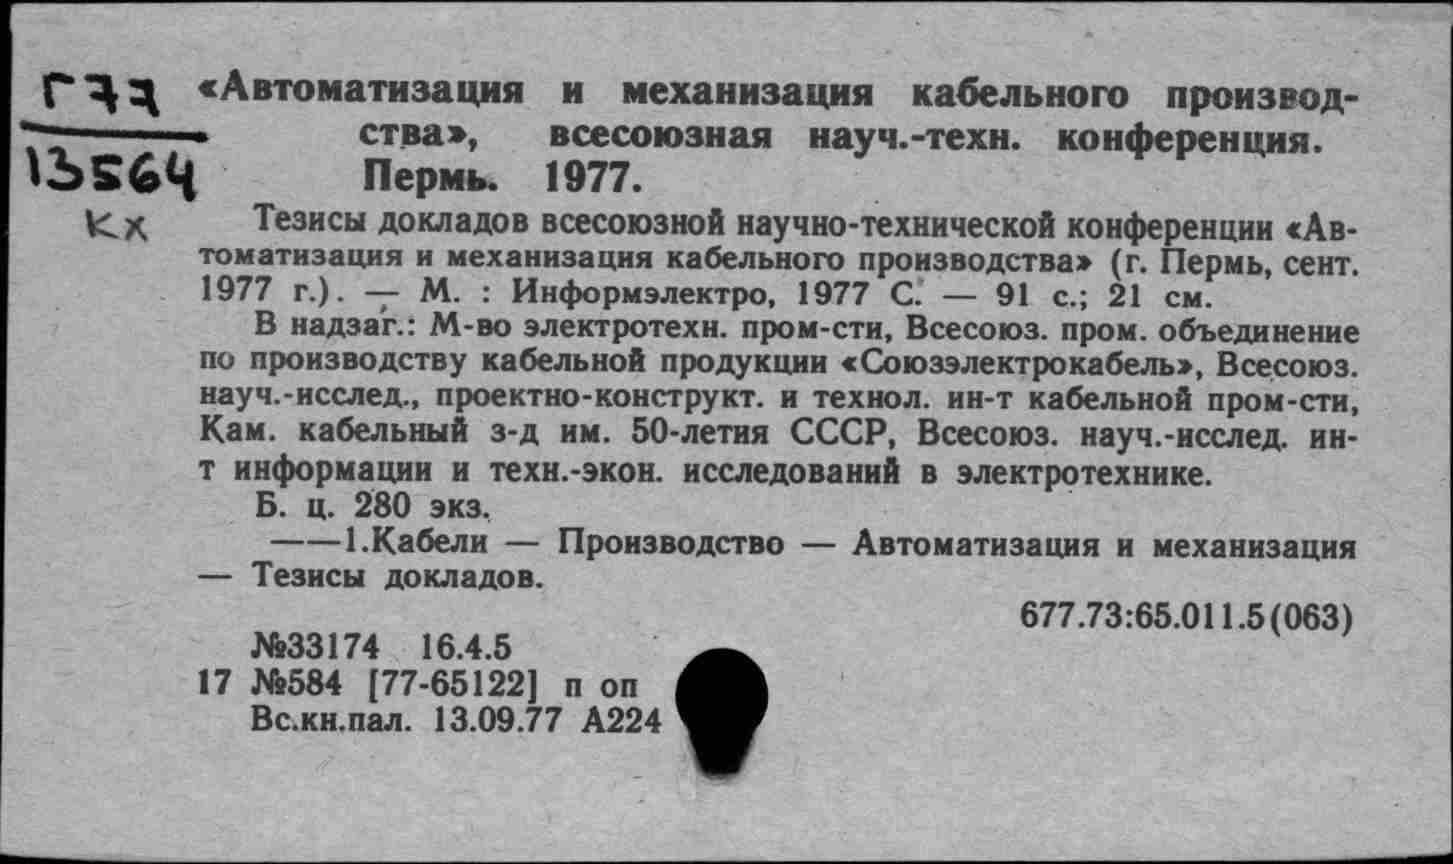 Г 77
13564
кх
«Автоматизация и механизация кабельного производ-
ства», всесоюзная науч.-техн. конференция.
Пермь. 1977.
Тезисы докладов всесоюзной научно-технической конференции «Ав-
томатизация и механизация кабельного производства» (г. Пермь, сент.
1977 г.). — М. : Информэлектро, 1977 С. — 91 с.; 21 см.
В надзаг.: М-во электротехн. пром-сти, Всесоюз. пром. объединение
по производству кабельной продукции «Союзэлектрокабель», Всесоюз.
науч.-исслед., проектно-конструкт. и технол. ин-т кабельной пром-сти,
Кам. кабельный з-д им. 50-летия СССР, Всесоюз. науч.-исслед. ин-
т информации и техн.-экон. исследований в электротехнике.
Б. ц. 280 экз.
——1.Кабели — Производство — Автоматизация и механизация
— Тезисы докладов.
677.73:65.011.5(063)
№33174 16.4.5
17 №584 [77-65122] п оп
Вс.кн.пал. 13.09.77 А224